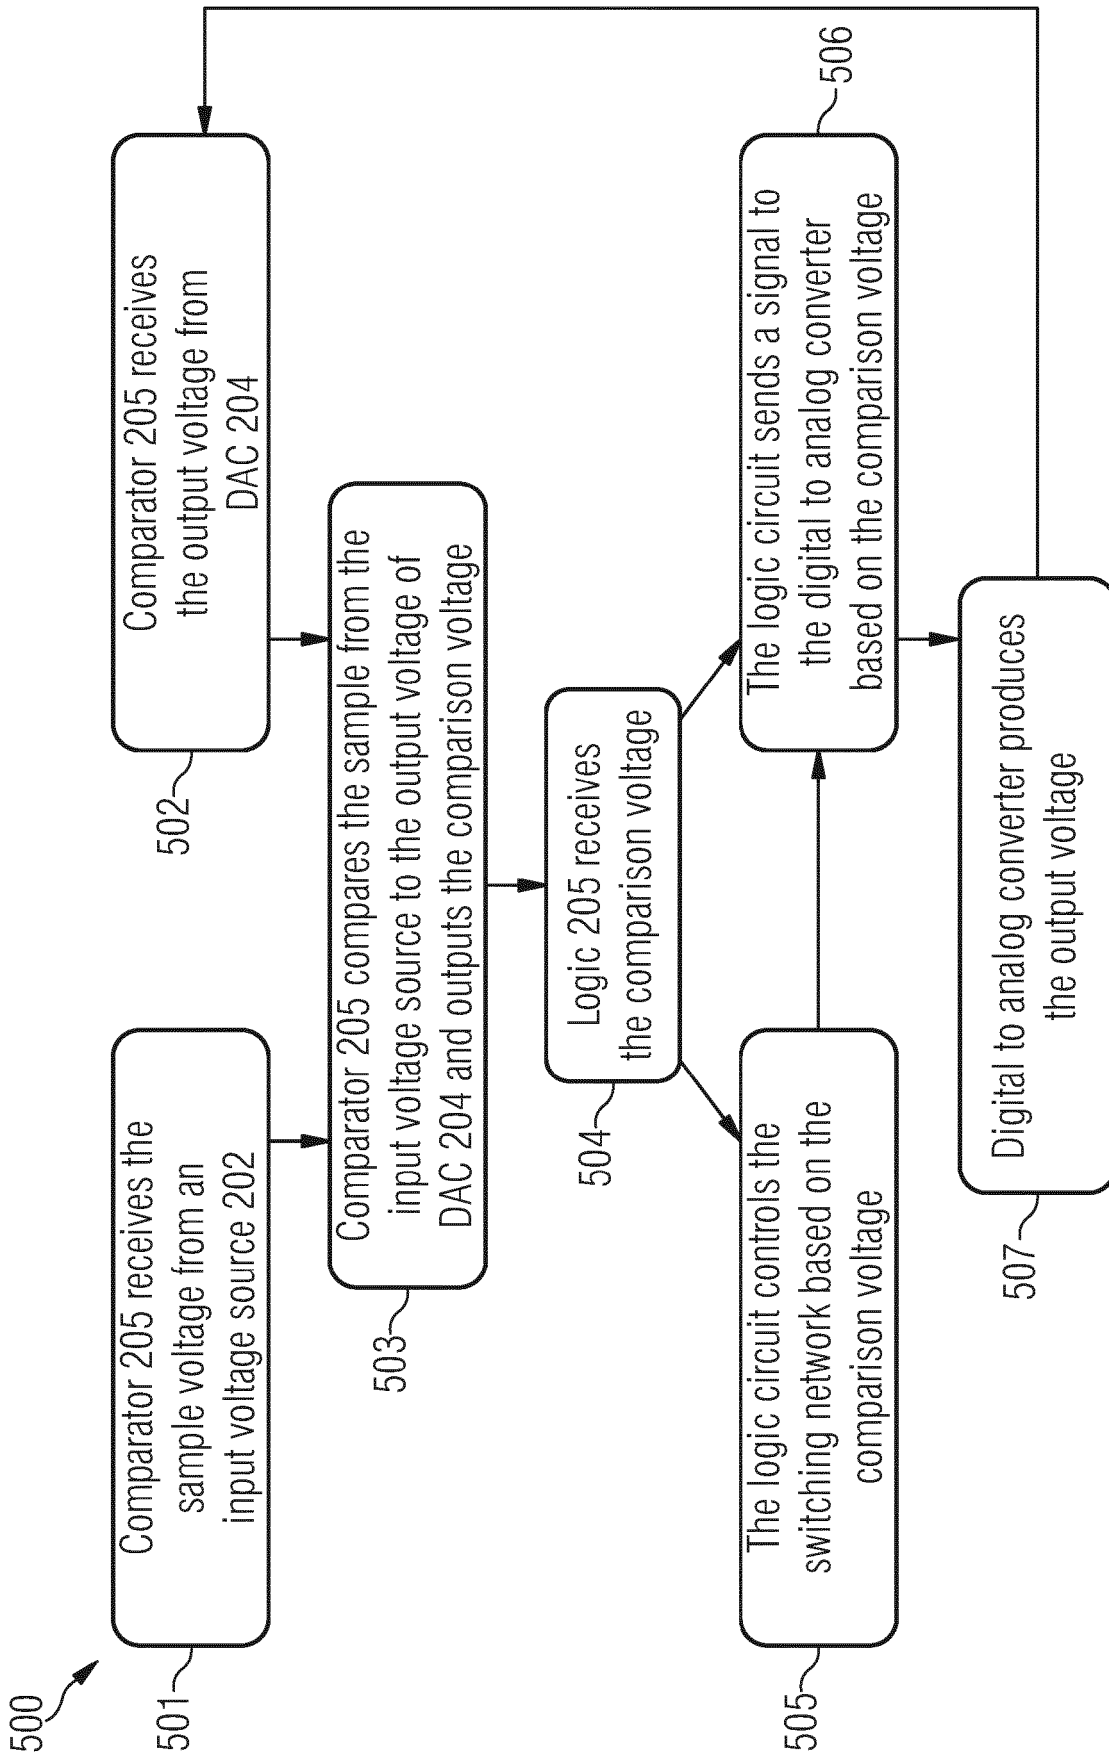 500
501
Comparator 205 receives the
sample voltage from an
input voltage source 202
502
Comparator 205 receives
the output voltage from
DAC 204
503
Comparator 205 compares the sample from the
input voltage source to the output voltage of
DAC 204 and outputs the comparison voltage
504
Logic 205 receives
the comparison voltage
505
The logic circuit controls the
switching network based on the
comparison voltage
506
The logic circuit sends a signal to
the digital to analog converter
based on the comparison voltage
507
Digital to analog converter produces
the output voltage